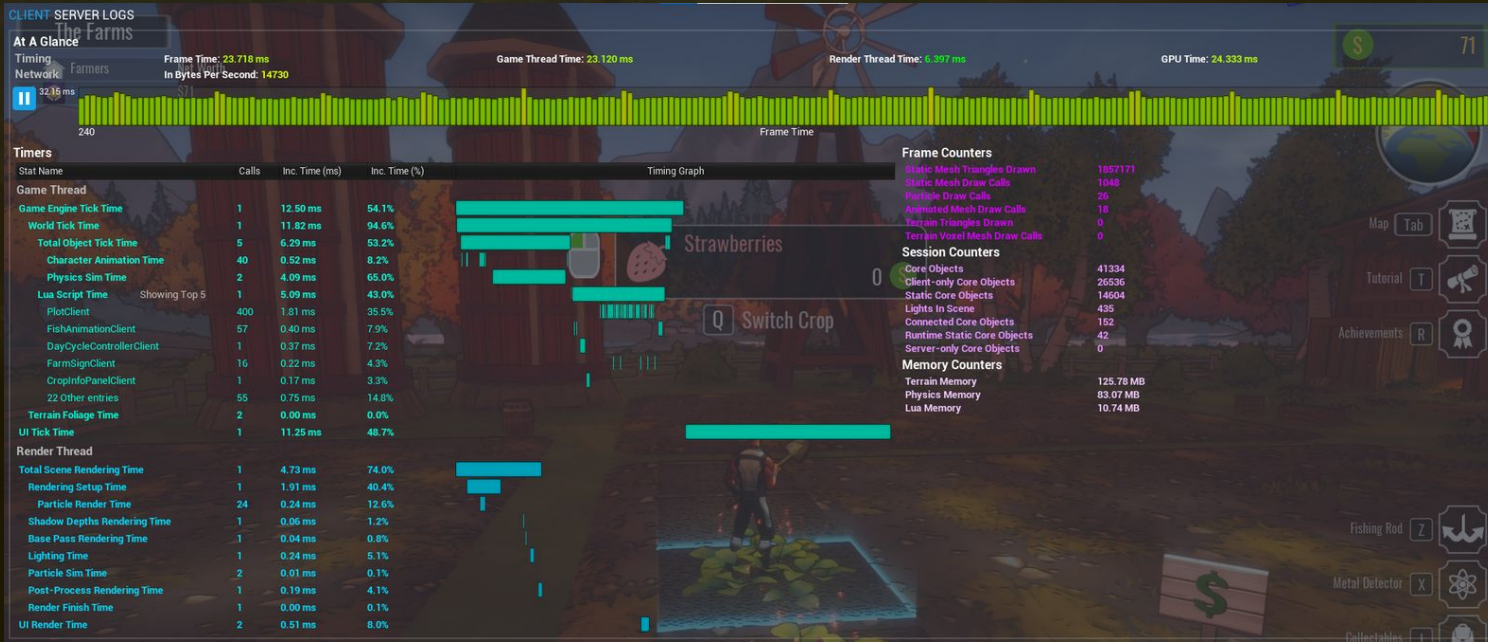 CLIENT SERVER LOGS
The Farms
71
At A Glance
Timing Frame Time: 23.718 ms Game Thread Time: 23.120 ms Render Thread Time: 6.397 ms GPU Time: 24.333 ms
Farmers Net Worth
Network In Bytes Per Second: 14730
$71
32.15 ms
240 Frame Time
Timers
Stat Name Calls Inc. Time (ms) Inc. Time (%) Timing Graph
Game Thread
Game Engine Tick Time 1 12.50 ms 54.1%
World Tick Time 1 11.82 ms 94.6%
Total Object Tick Time 5 6.29 ms 53.2%
Character Animation Time 40 0.52 ms 8.2%
Physics Sim Time 2 4.09 ms 65.0%
Lua Script Time Showing Top 5 1 5.09 ms 43.0%
PlotClient 400 1.81 ms 35.5%
FishAnimationClient 57 0.40 ms 7.9%
DayCycleControllerClient 1 0.37 ms 7.2%
FarmSignClient 16 0.22 ms 4.3%
CropInfoPanelClient 1 0.17 ms 3.3%
22 Other entries 55 0.75 ms 14.8%
Terrain Foliage Time 2 0.00 ms 0.0%
UI Tick Time 1 11.25 ms 48.7%
Render Thread
Total Scene Rendering Time 1 4.73 ms 74.0%
Rendering Setup Time 1 1.91 ms 40.4%
Particle Render Time 24 0.24 ms 12.6%
Shadow Depths Rendering Time 1 0.06 ms 1.2%
Base Pass Rendering Time 1 0.04 ms 0.8%
Lighting Time 1 0.24 ms 5.1%
Particle Sim Time 2 0.01 ms 0.1%
Post-Process Rendering Time 1 0.19 ms 4.1%
Render Finish Time 1 0.00 ms 0.1%
UI Render Time 2 0.51 ms 8.0%
Strawberries
0
Q Switch Crop
Frame Counters
Static Mesh Triangles Drawn 1857171
Static Mesh Draw Calls 1048
Particle Draw Calls 26
Animated Mesh Draw Calls 18
Terrain Triangles Drawn 0
Terrain Voxel Mesh Draw Calls 0
Session Counters
Core Objects 41334
Client-only Core Objects 26536
Static Core Objects 14604
Lights In Scene 435
Connected Core Objects 152
Runtime Static Core Objects 42
Server-only Core Objects 0
Memory Counters
Terrain Memory 125.78 MB
Physics Memory 83.07 MB
Lua Memory 10.74 MB
Map Tab
Tutorial T
Achievements R
Fishing Rod Z
Metal Detector X
Collectables